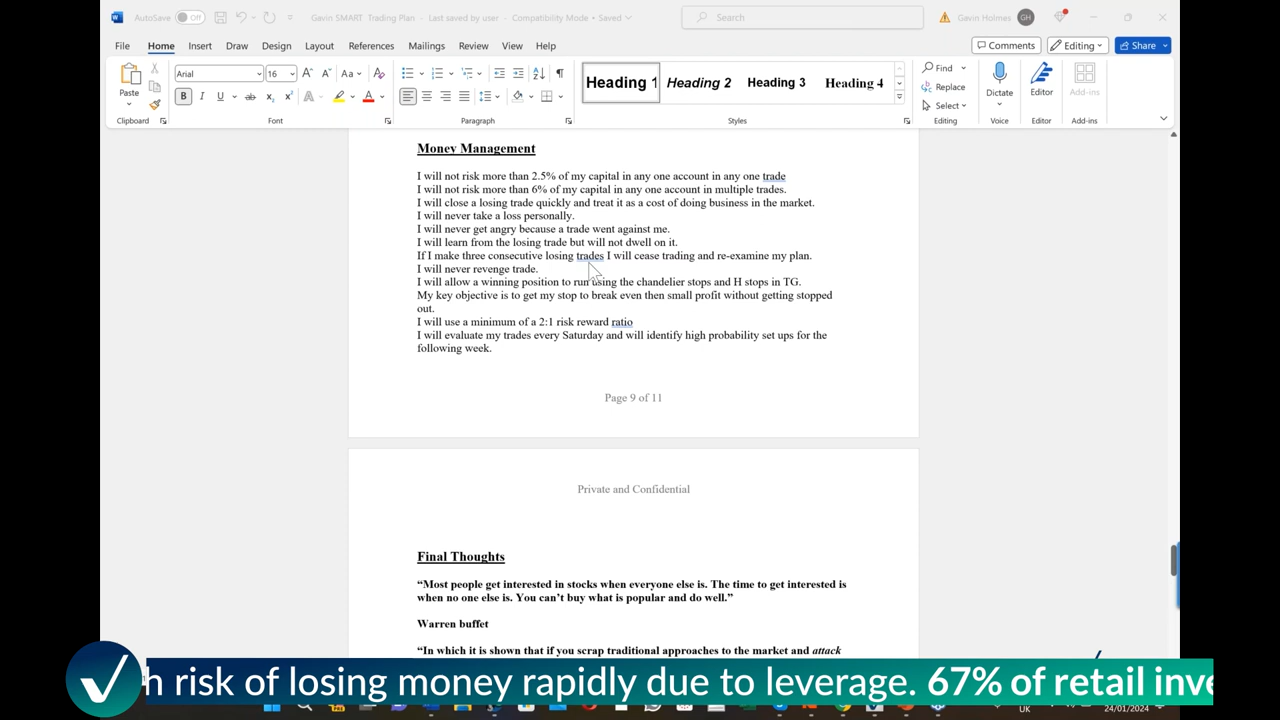 AutoSave Off Gavin SMART Trading Plan - Last saved by user - Compatibility Mode • Saved Search Gavin Holmes GH
File Home Insert Draw Design Layout References Mailings Review View Help Comments Editing Share
Paste Arial 16 Heading 1 Heading 2 Heading 3 Heading 4 Find Replace Select Dictate Editor Add-ins
Clipboard Font Paragraph Styles Editing Voice Editor Add-ins
Money Management
I will not risk more than 2.5% of my capital in any one account in any one trade
I will not risk more than 6% of my capital in any one account in multiple trades.
I will close a losing trade quickly and treat it as a cost of doing business in the market.
I will never take a loss personally.
I will never get angry because a trade went against me.
I will learn from the losing trade but will not dwell on it.
If I make three consecutive losing trades I will cease trading and re-examine my plan.
I will never revenge trade.
I will allow a winning position to run using the chandelier stops and H stops in TG.
My key objective is to get my stop to break even then small profit without getting stopped
out.
I will use a minimum of a 2:1 risk reward ratio
I will evaluate my trades every Saturday and will identify high probability set ups for the
following week.
Page 9 of 11
Private and Confidential
Final Thoughts
“Most people get interested in stocks when everyone else is. The time to get interested is
when no one else is. You can’t buy what is popular and do well.”
Warren buffet
“In which it is shown that if you scrap traditional approaches to the market and attack
h risk of losing money rapidly due to leverage. 67% of retail inve
UK 24/01/2024